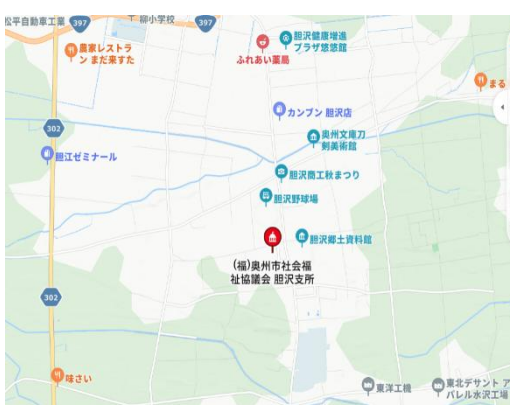 松平自動車工業
397
柳小学校
397
農家レストラ
ン まだ来すた
胆沢健康増進
プラザ悠悠館
ふれあい薬局
まる
カンブン 胆沢店
302
奥州文庫刀
剣美術館
胆江ゼミナール
胆沢商工秋まつり
胆沢野球場
胆沢郷土資料館
(福)奥州市社会福
祉協議会 胆沢支所
302
味さい
東洋工機
東北デサント ア
パレル水沢工場